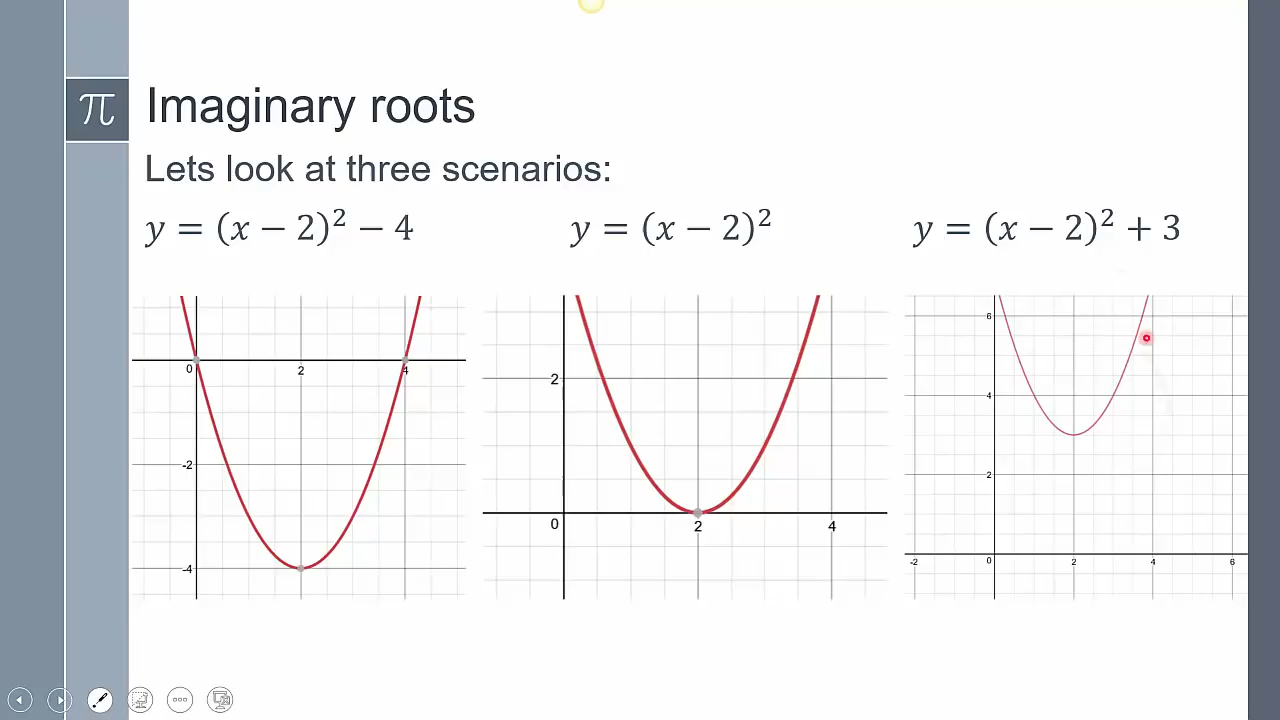 π Imaginary roots
Lets look at three scenarios:
y = (x − 2)² − 4
y = (x − 2)²
y = (x − 2)² + 3
0 2 4
-2
-4
2
0 2 4
6
4
2
-2 0 2 4 6